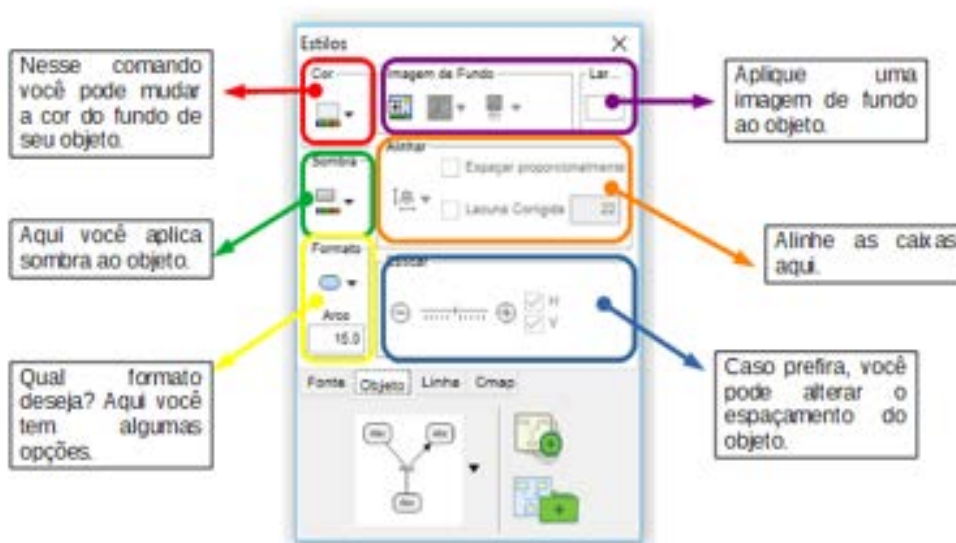 Estilos
Nesse comando
você pode mudar
a cor do fundo de
seu objeto.
Cor
Imagem de Fundo
Lar...
Aplique uma
imagem de fundo
ao objeto.
Aqui você aplica
sombra ao objeto.
Sombra
Alinhar
Espaçar proporcionalmente
Lacuna Corrigida
22
Alinhe as caixas
aqui.
Qual formato
deseja? Aqui você
tem algumas
opções.
Formato
Arco
15.0
H
V
Caso prefira, você
pode alterar o
espaçamento do
objeto.
Fonte Objeto Linha Cmap